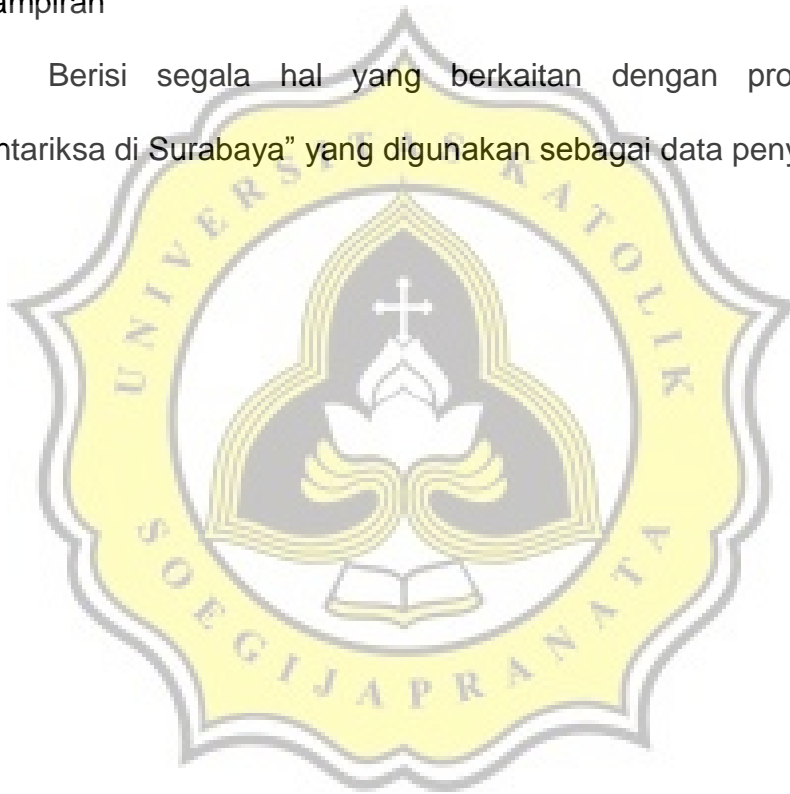 ampiran
Berisi segala hal yang berkaitan dengan pro
ntariksa di Surabaya” yang digunakan sebagai data peny
UNIVERSITAS KATOLIK
SOEGIJAPRANATA